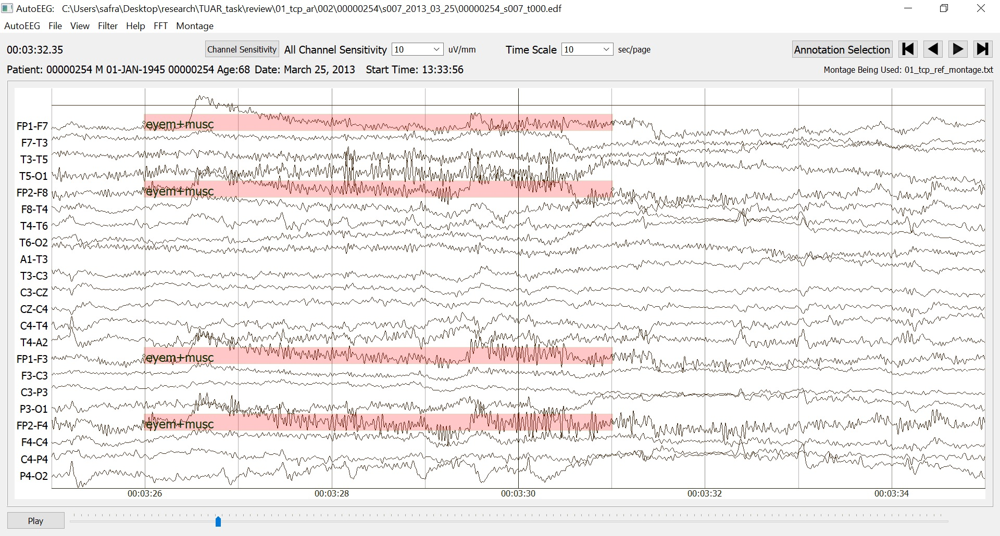 AutoEEG: C:\Users\safra\Desktop\research\TUAR_task\review\01_tcp_ar\002\00000254\s007_2013_03_25\00000254_s007_t000.edf
AutoEEG File View Filter Help FFT Montage
00:03:32.35 Channel Sensitivity All Channel Sensitivity 10 uV/mm Time Scale 10 sec/page Annotation Selection
Patient: 00000254 M 01-JAN-1945 00000254 Age:68 Date: March 25, 2013 Start Time: 13:33:56 Montage Being Used: 01_tcp_ref_montage.txt
FP1-F7 eyem+musc
F7-T3
T3-T5
T5-O1
FP2-F8 eyem+musc
F8-T4
T4-T6
T6-O2
A1-T3
T3-C3
C3-CZ
CZ-C4
C4-T4
T4-A2
FP1-F3 eyem+musc
F3-C3
C3-P3
P3-O1
FP2-F4 eyem+musc
F4-C4
C4-P4
P4-O2
00:03:26 00:03:28 00:03:30 00:03:32 00:03:34
Play